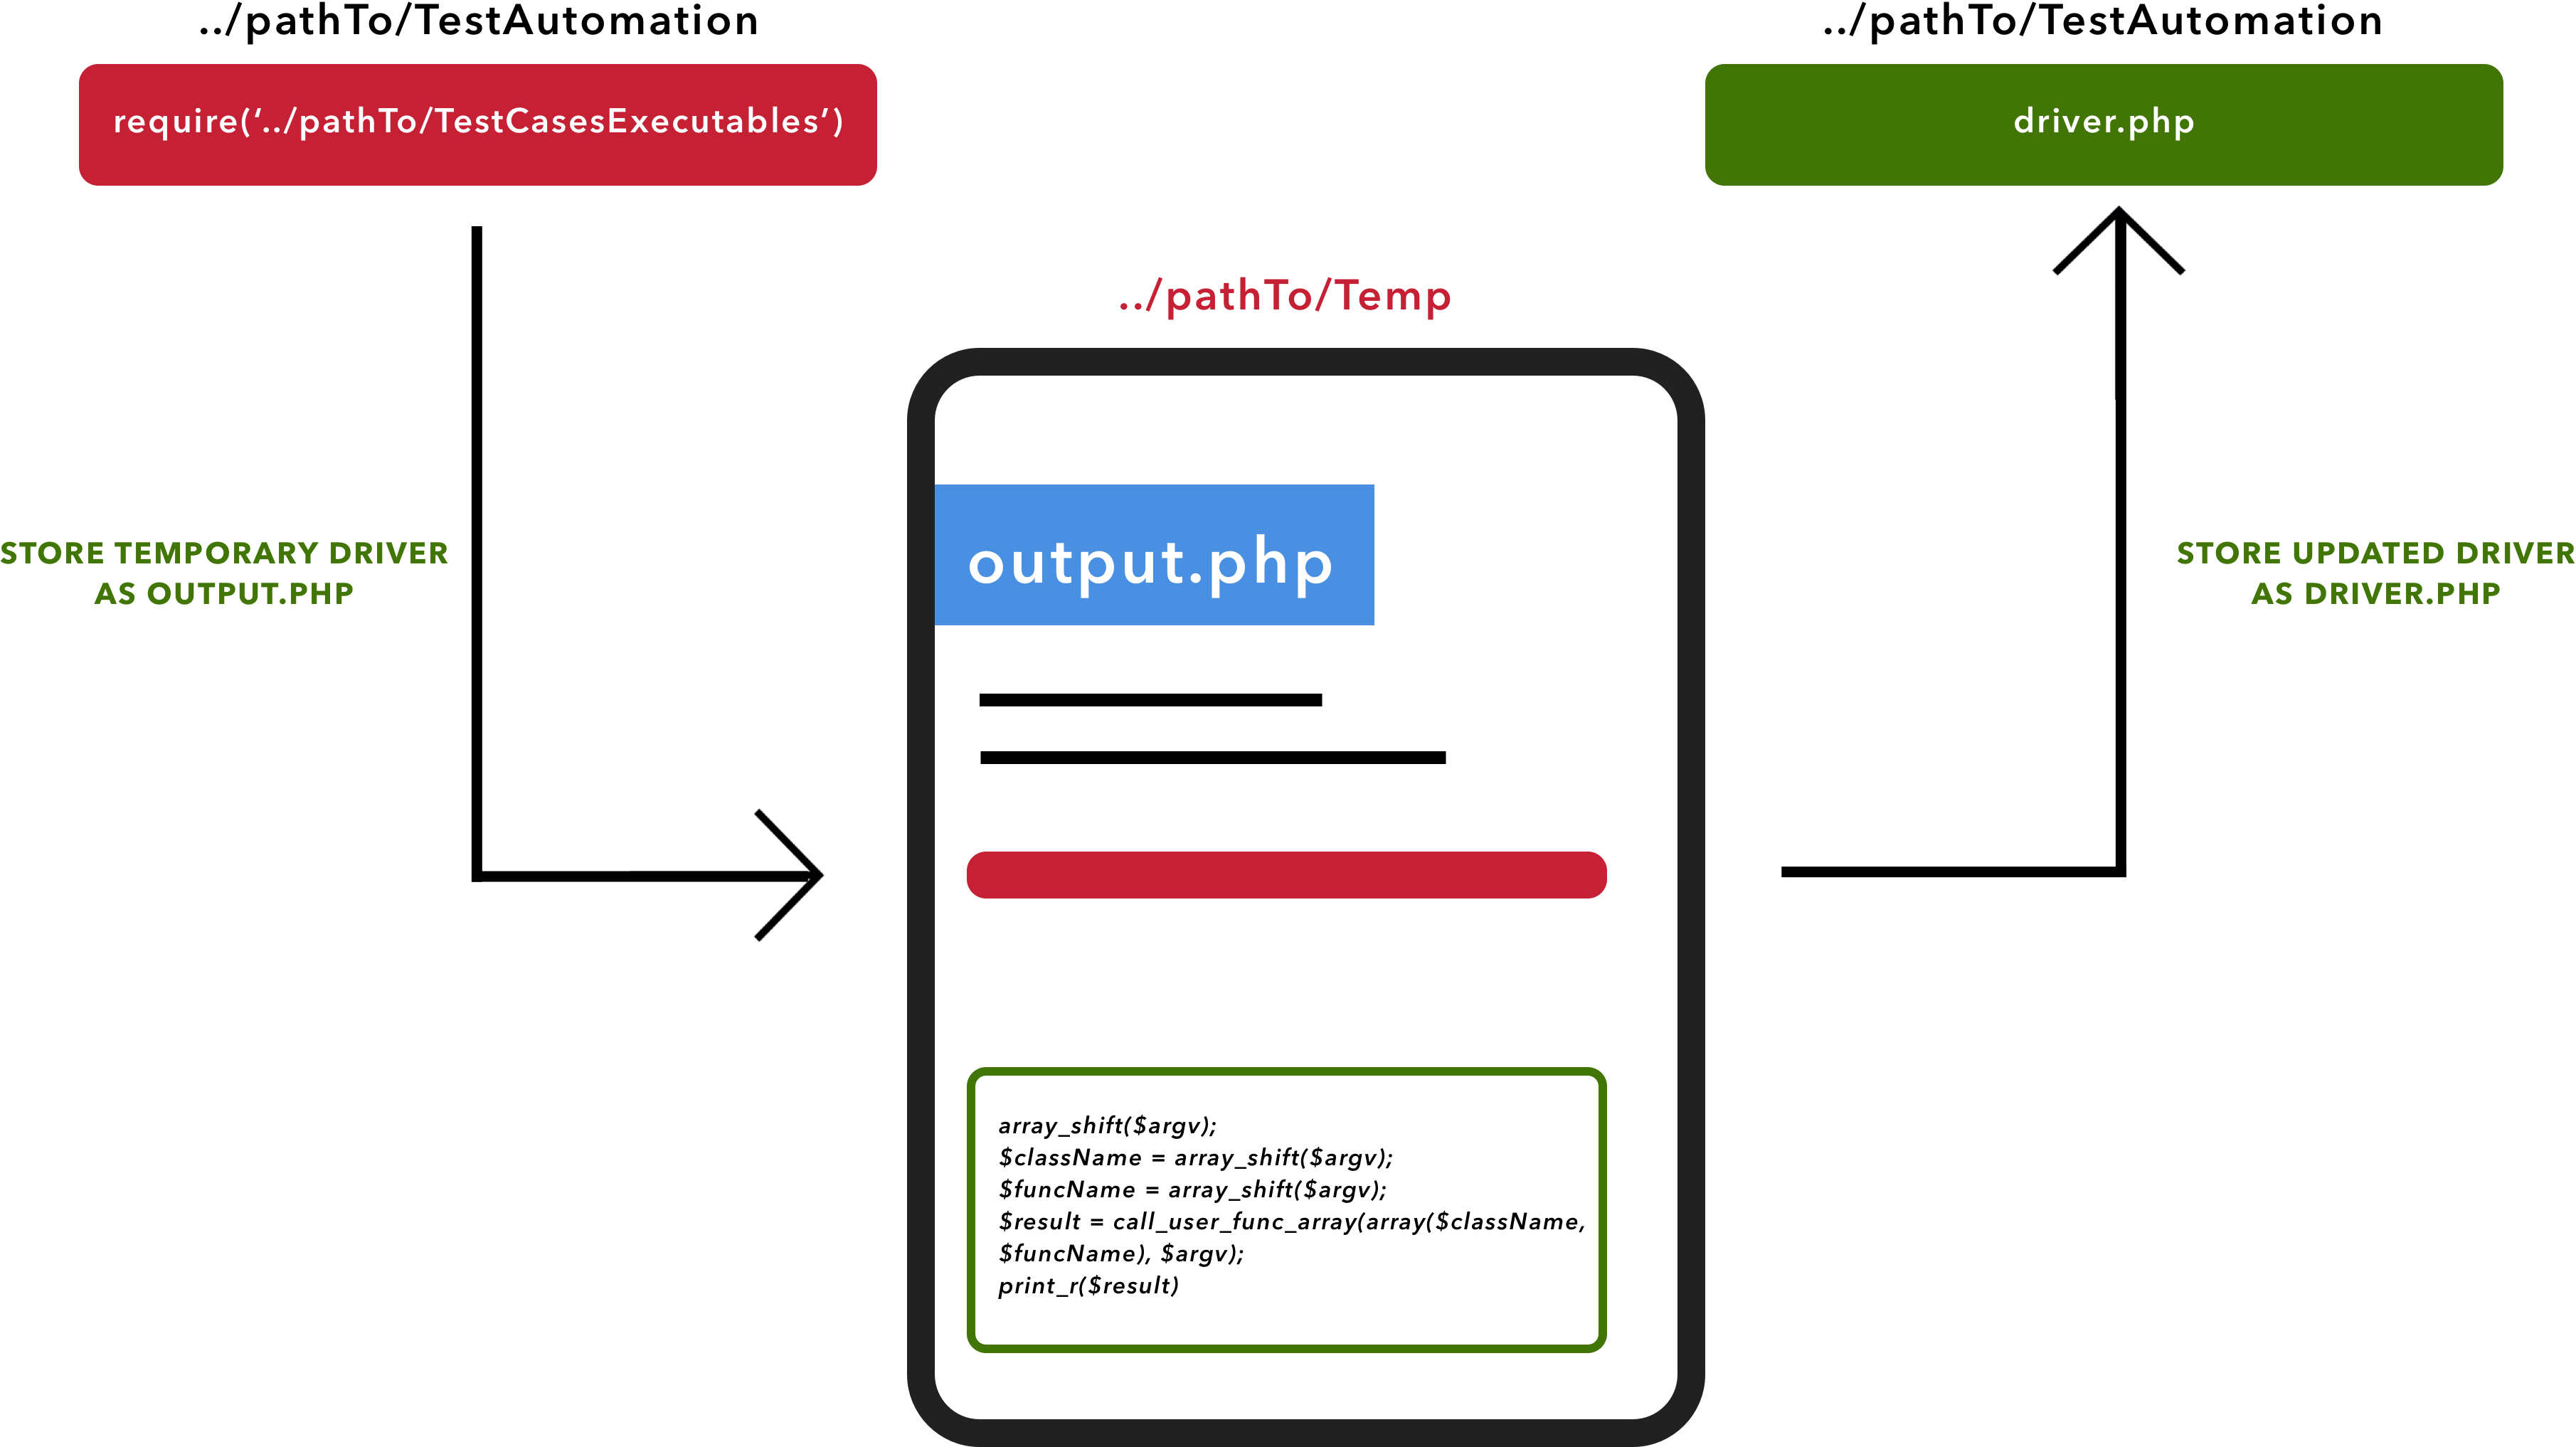 ../pathTo/TestAutomation
require(‘../pathTo/TestCasesExecutables’)
../pathTo/TestAutomation
driver.php
../pathTo/Temp
STORE TEMPORARY DRIVER
AS OUTPUT.PHP
output.php
STORE UPDATED DRIVER
AS DRIVER.PHP
array_shift($argv);
$className = array_shift($argv);
$funcName = array_shift($argv);
$result = call_user_func_array(array($className,
$funcName), $argv);
print_r($result)